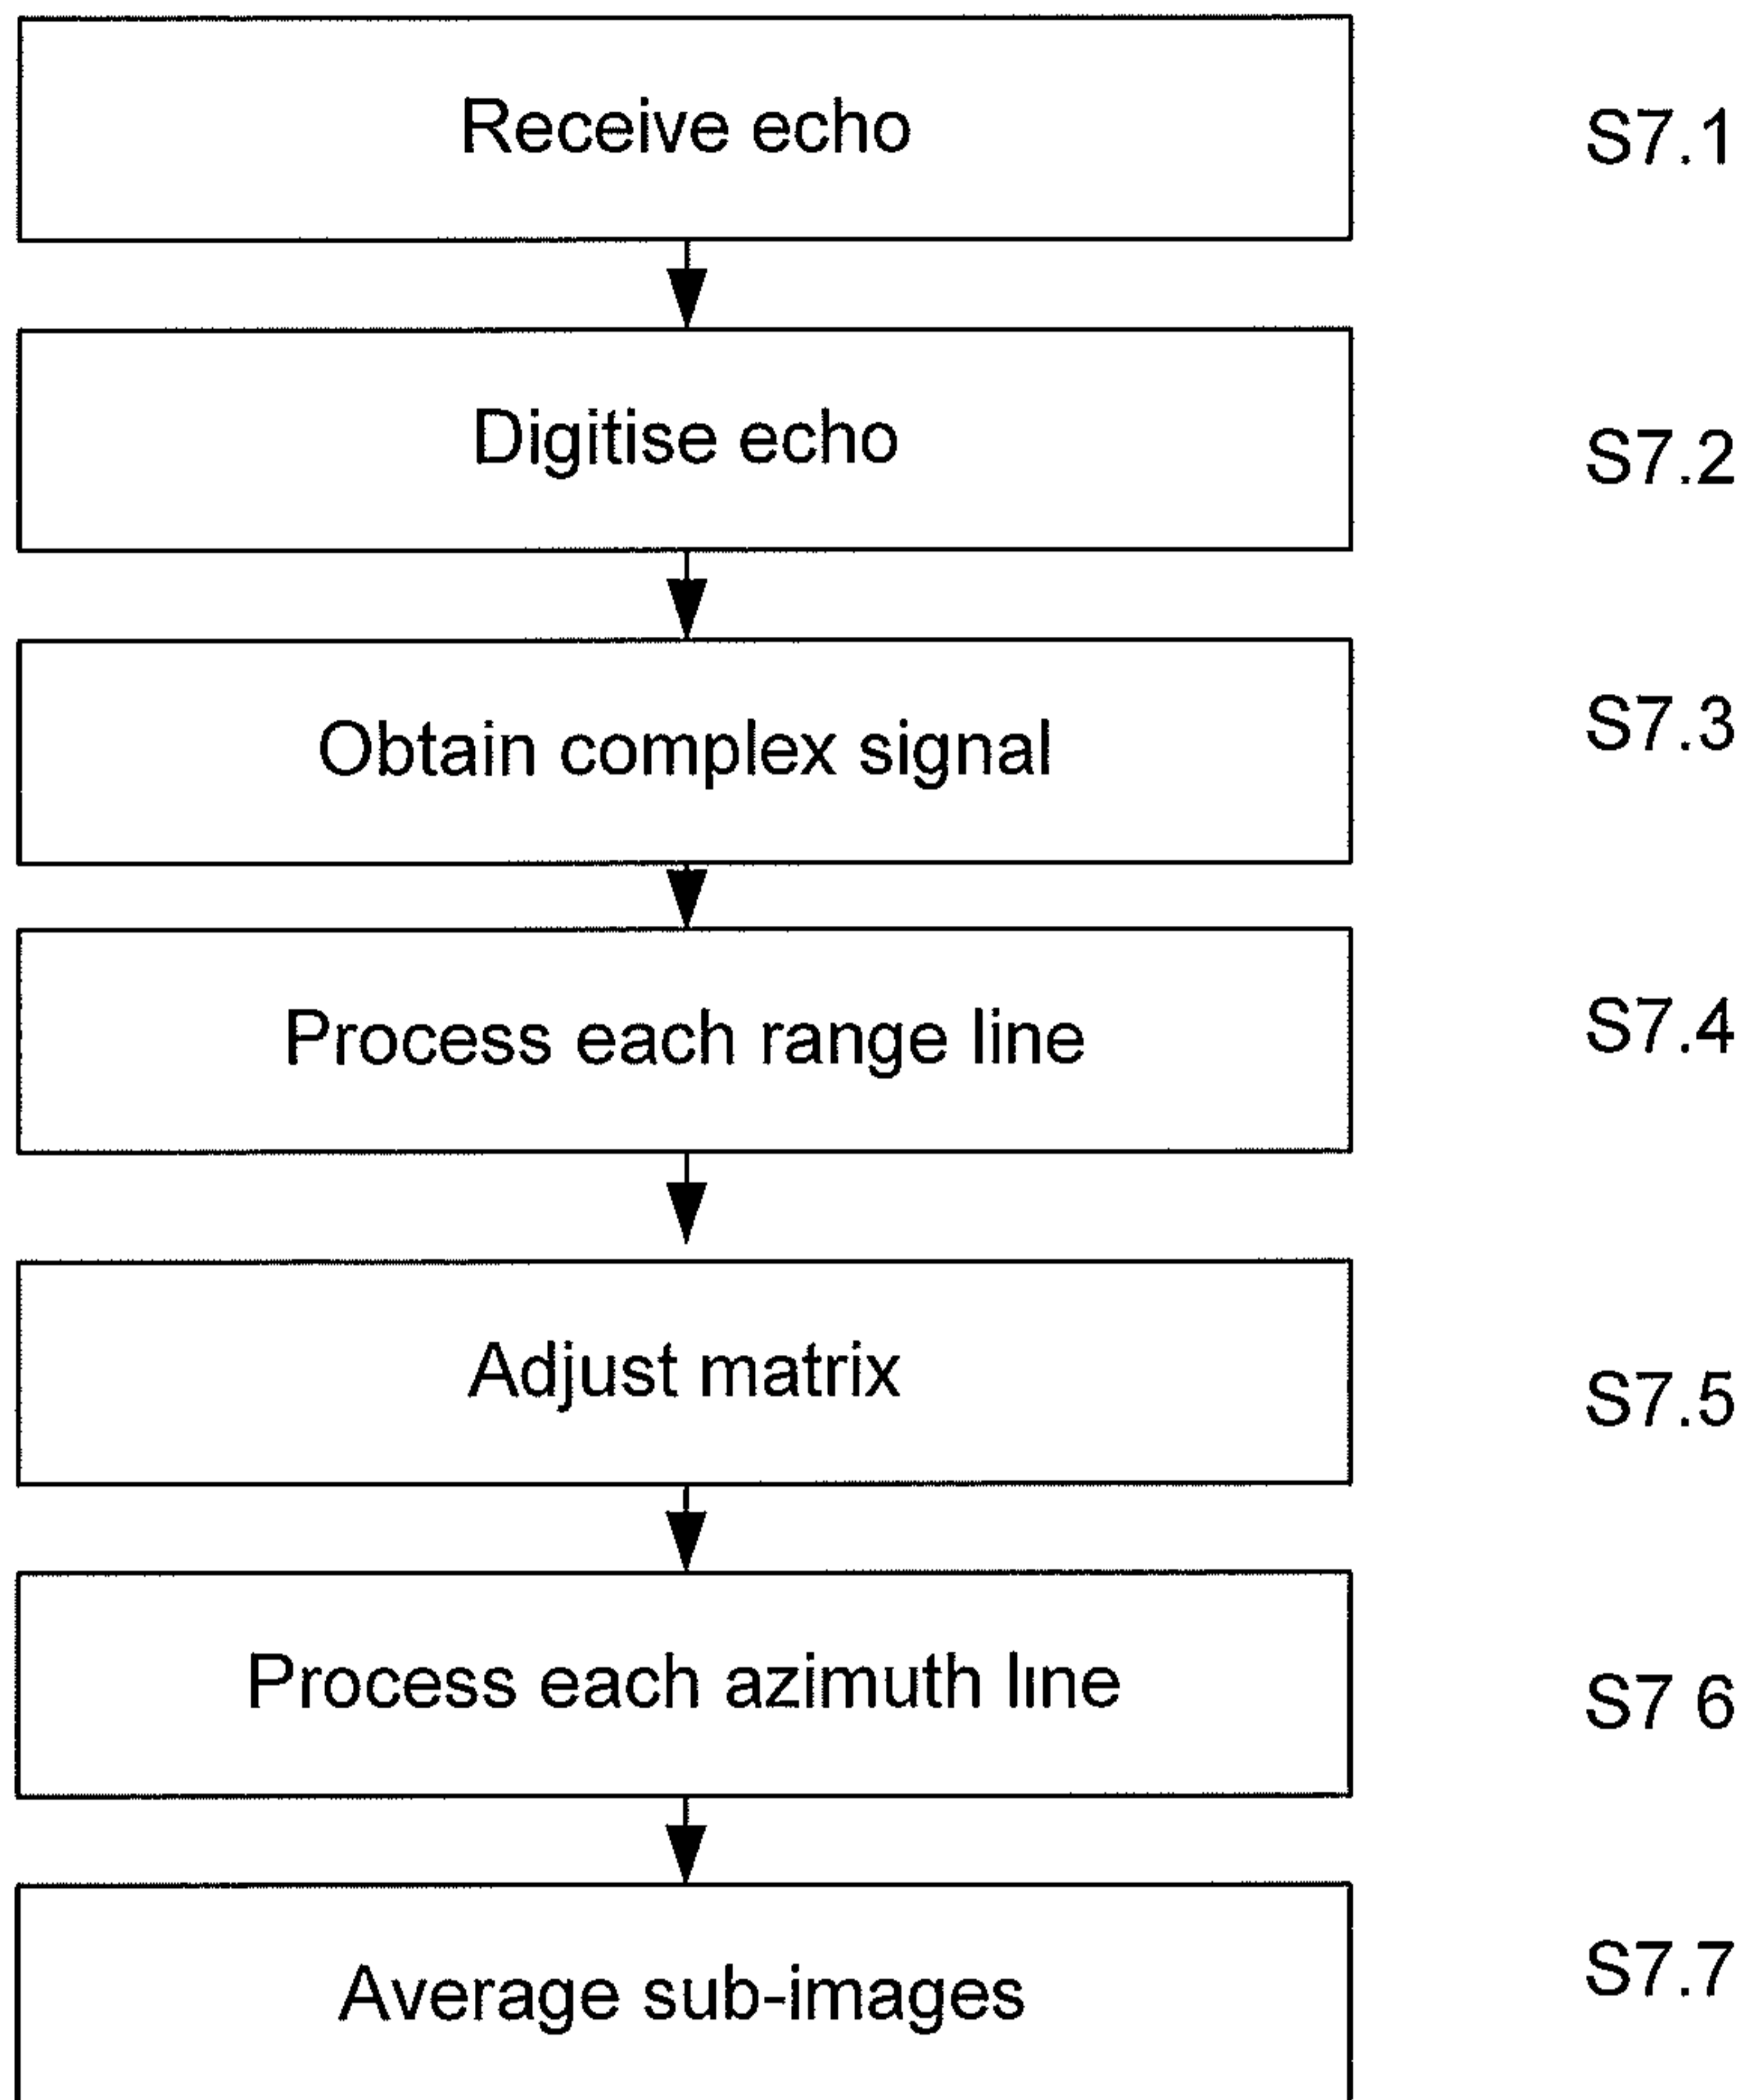 Receive echo S7.1
Digitise echo S7.2
Obtain complex signal S7.3
Process each range line S7.4
Adjust matrix S7.5
Process each azimuth line S7 6
Average sub-images S7.7